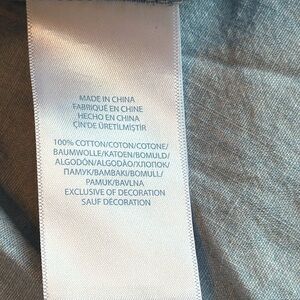 MADE IN CHINA
FABRIQUÉ EN CHINE
HECHO EN CHINA
ÇİN'DE ÜRETİLMİŞTİR
100% COTTON/COTON/COTONE/
BAUMWOLLE/KATOEN/BOMULD/
ALGODÓN/ALGODÃO/ХЛОПОК/
ПАМУК/ΒΑΜΒΑΚΙ/BOMULL/
PAMUK/BAVLNA
EXCLUSIVE OF DECORATION
SAUF DÉCORATION